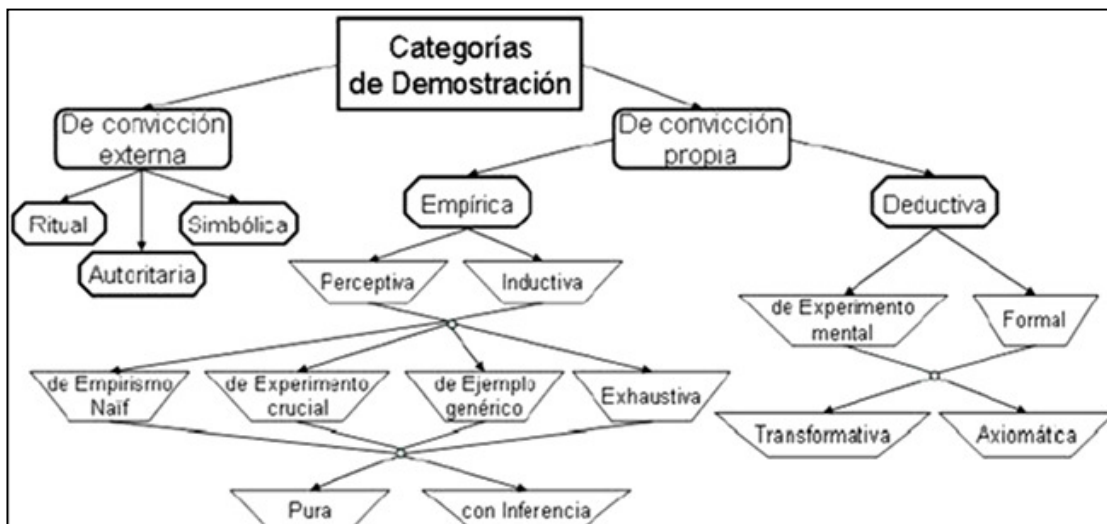 Categorías
de Demostración
De convicción
externa
De convicción
propia
Ritual
Simbólica
Autoritaria
Empírica
Deductiva
Perceptiva
Inductiva
de Experimento
mental
Formal
de Empirismo
Naïf
de Experimento
crucial
de Ejemplo
genérico
Exhaustiva
Transformativa
Axiomática
Pura
con Inferencia